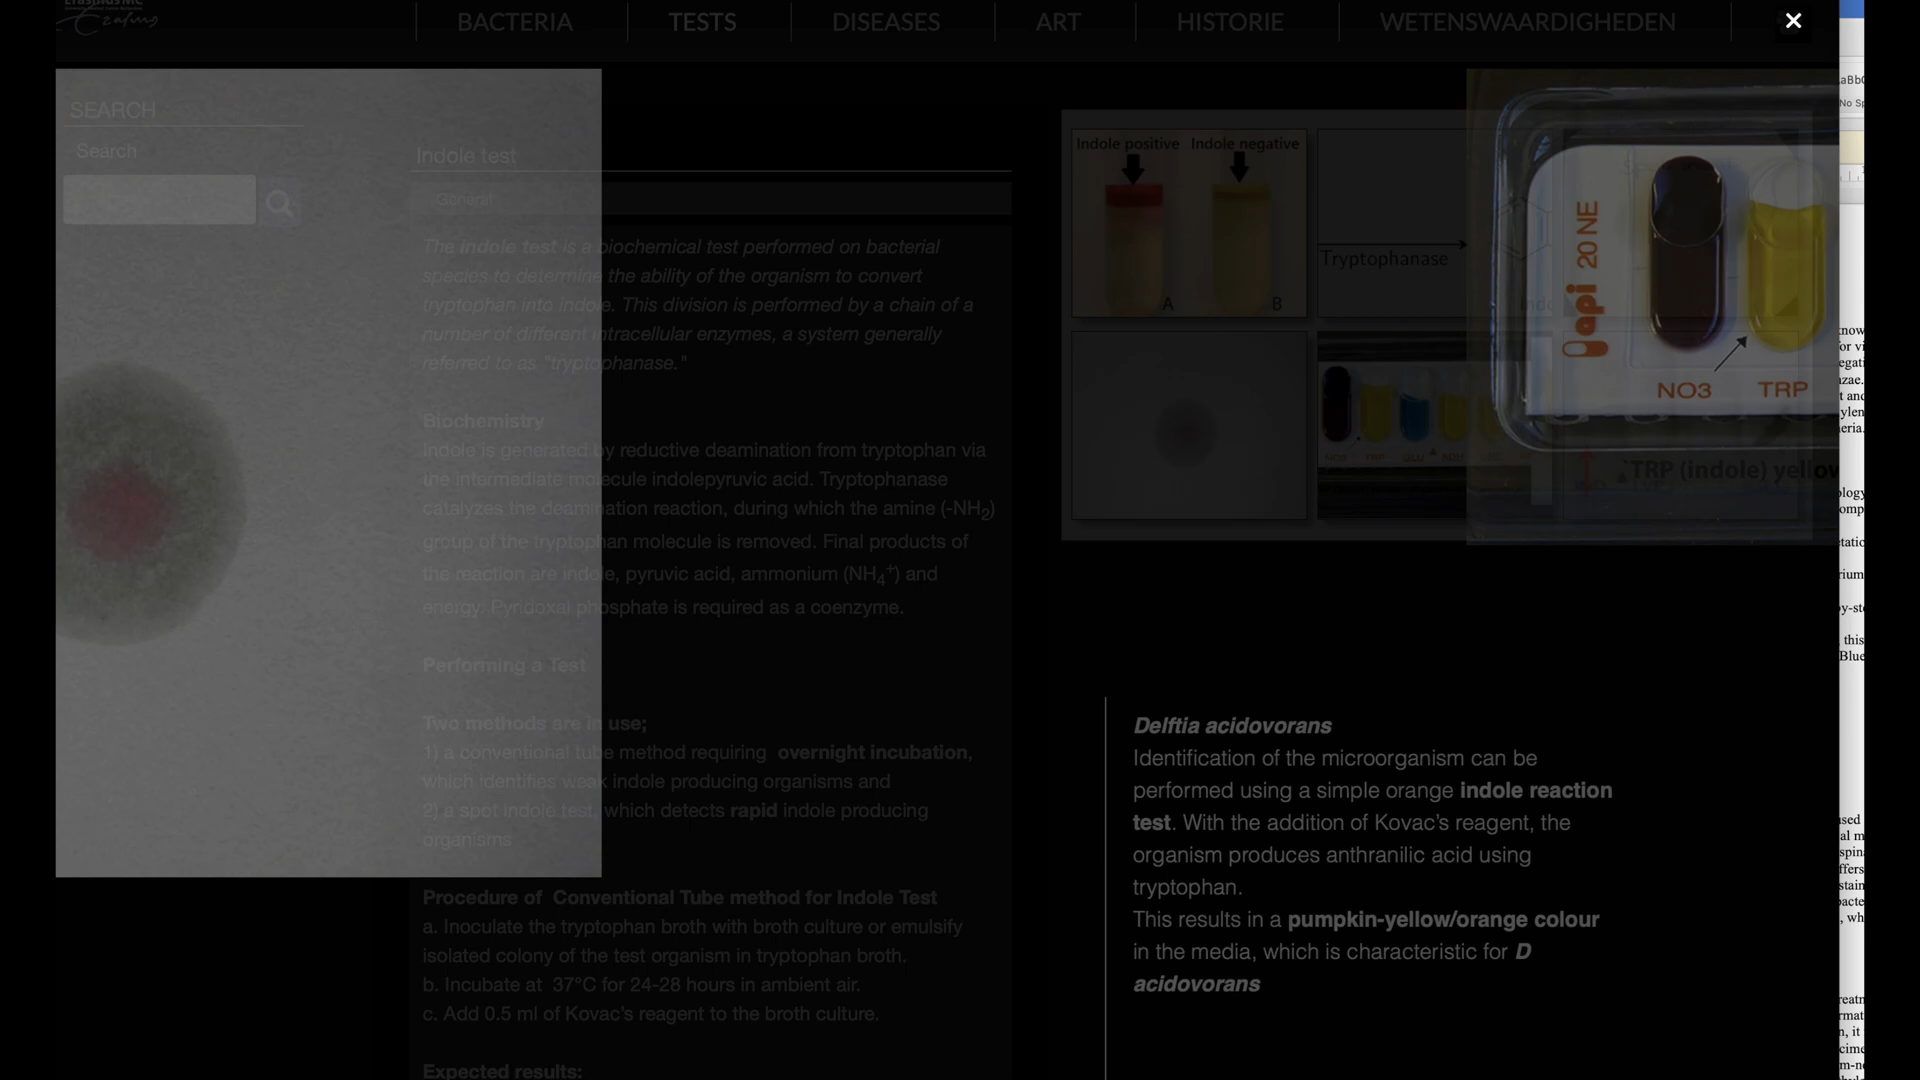 Erasmus MC
BACTERIA
TESTS
DISEASES
ART
HISTORIE
WETENSWAARDIGHEDEN
SEARCH
Search
Indole test
General
The indole test is a biochemical test performed on bacterial
species to determine the ability of the organism to convert
tryptophan into indole. This division is performed by a chain of a
number of different intracellular enzymes, a system generally
referred to as "tryptophanase."
Biochemistry
Indole is generated by reductive deamination from tryptophan via
the intermediate molecule indolepyruvic acid. Tryptophanase
catalyzes the deamination reaction, during which the amine (-NH2)
group of the tryptophan molecule is removed. Final products of
the reaction are indole, pyruvic acid, ammonium (NH4+) and
energy. Pyridoxal phosphate is required as a coenzyme.
Performing a Test
Two methods are in use;
1) a conventional tube method requiring overnight incubation,
which identifies weak indole producing organisms and
2) a spot indole test, which detects rapid indole producing
organisms
Procedure of Conventional Tube method for Indole Test
a. Inoculate the tryptophan broth with broth culture or emulsify
isolated colony of the test organism in tryptophan broth.
b. Incubate at 37°C for 24-28 hours in ambient air.
c. Add 0.5 ml of Kovac's reagent to the broth culture.
Expected results:
Indole positive Indole negative
A B
Tryptophanase
NO3 TRP GLU ADH
api 20 NE
NO3 TRP
TRP (indole) yellow
Delftia acidovorans
Identification of the microorganism can be
performed using a simple orange indole reaction
test. With the addition of Kovac's reagent, the
organism produces anthranilic acid using
tryptophan.
This results in a pumpkin-yellow/orange colour
in the media, which is characteristic for D
acidovorans
No Sp
this
Blue